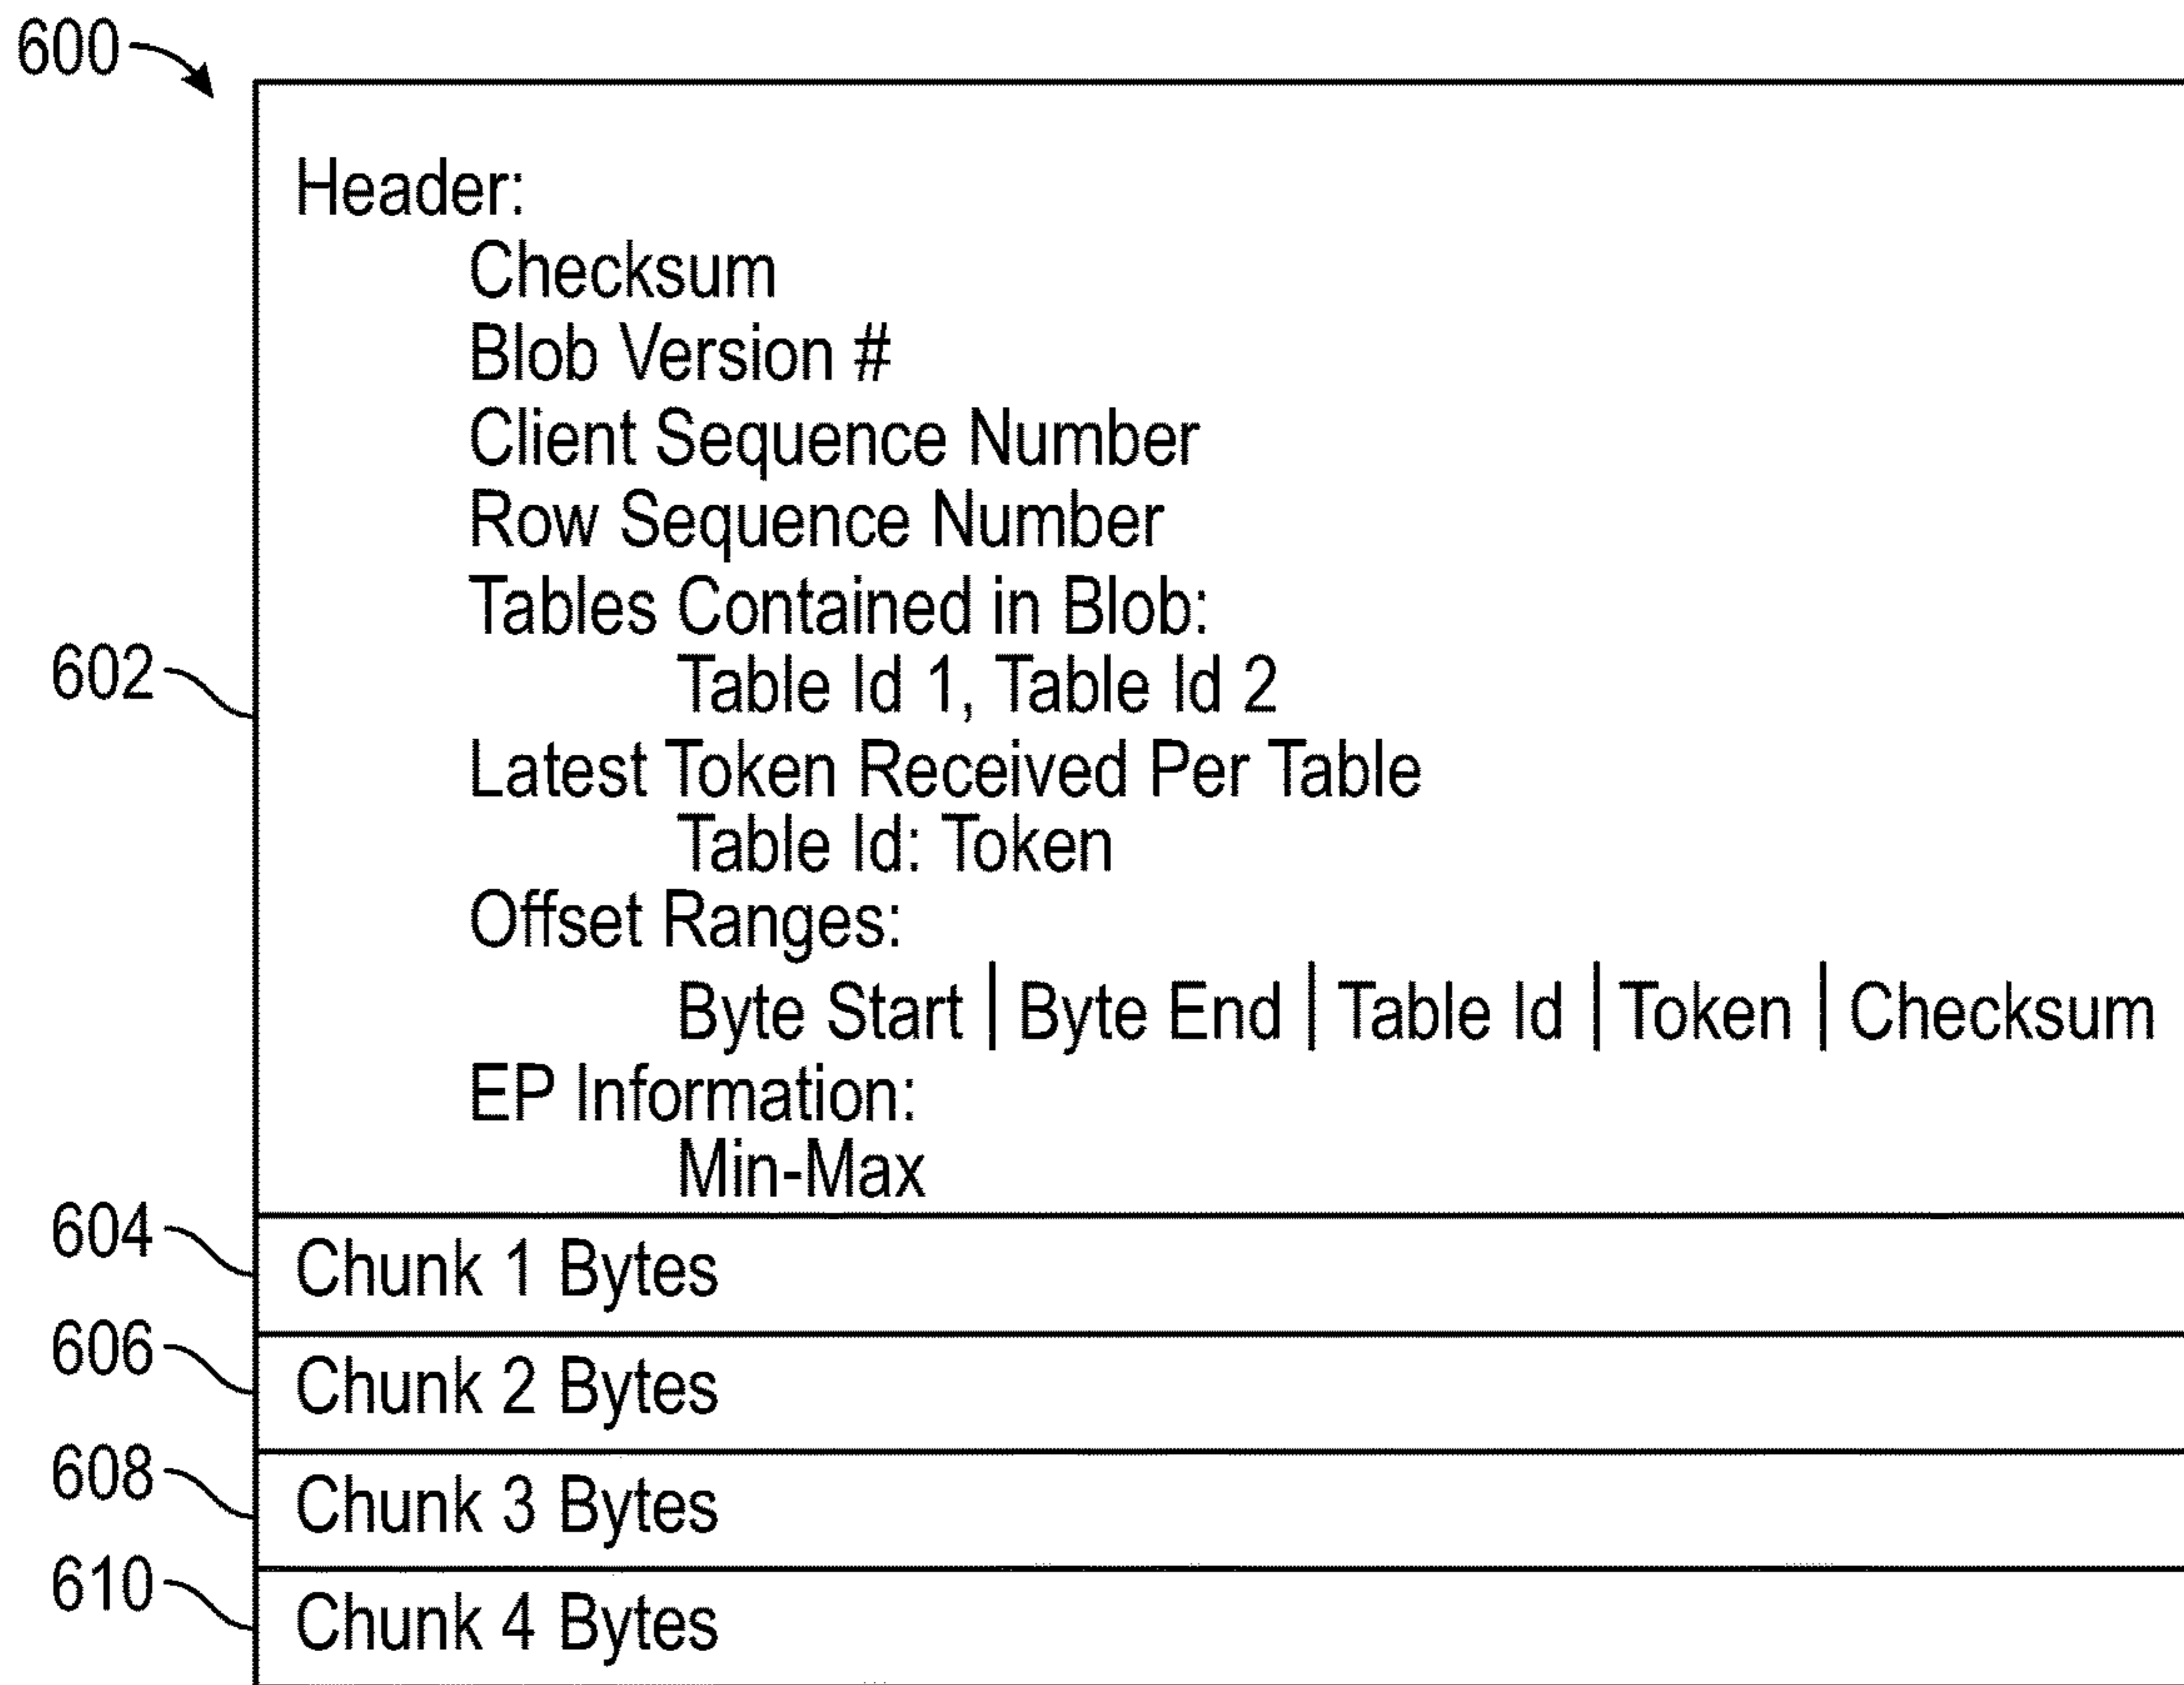 600
Header:
Checksum
Blob Version #
Client Sequence Number
Row Sequence Number
Tables Contained in Blob:
602
Table Id 1, Table Id 2
Latest Token Received Per Table
Table Id: Token
Offset Ranges:
Byte Start | Byte End | Table Id | Token | Checksum
EP Information:
Min-Max
604
Chunk 1 Bytes
606
Chunk 2 Bytes
608
Chunk 3 Bytes
610
Chunk 4 Bytes